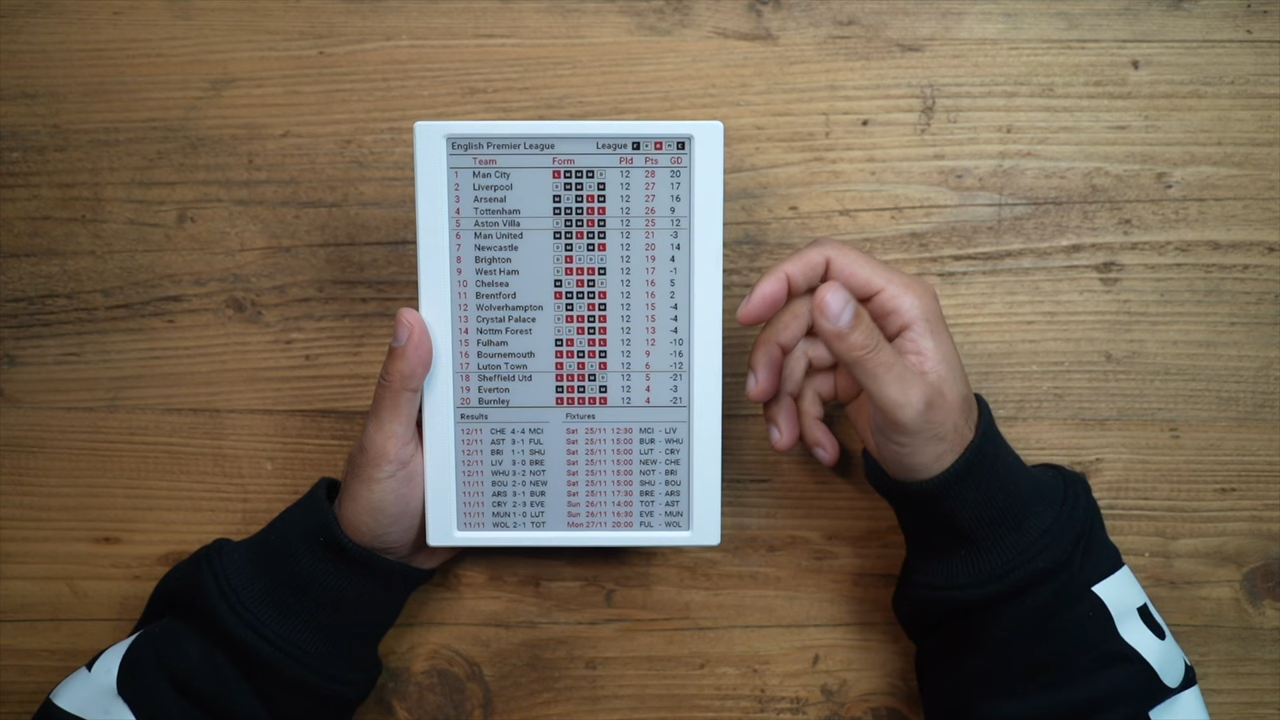 English Premier League League
Team Form Pld Pts GD
1 Man City 12 28 20
2 Liverpool 12 27 17
3 Arsenal 12 27 16
4 Tottenham 12 26 9
5 Aston Villa 12 25 12
6 Man United 12 21 -3
7 Newcastle 12 20 14
8 Brighton 12 19 4
9 West Ham 12 17 -1
10 Chelsea 12 16 5
11 Brentford 12 16 2
12 Wolverhampton 12 15 -4
13 Crystal Palace 12 15 -4
14 Nottm Forest 12 13 -4
15 Fulham 12 12 -10
16 Bournemouth 12 9 -16
17 Luton Town 12 6 -12
18 Sheffield Utd 12 5 -21
19 Everton 12 4 -3
20 Burnley 12 4 -21
Results
12/11 CHE 4-4 MCI
12/11 AST 3-1 FUL
12/11 BRI 1-1 SHU
12/11 LIV 3-0 BRE
12/11 WHU 3-2 NOT
11/11 BOU 2-0 NEW
11/11 ARS 3-1 BUR
11/11 CRY 2-3 EVE
11/11 MUN 1-0 LUT
11/11 WOL 2-1 TOT
Fixtures
Sat 25/11 12:30 MCI - LIV
Sat 25/11 15:00 BUR - WHU
Sat 25/11 15:00 LUT - CRY
Sat 25/11 15:00 NEW - CHE
Sat 25/11 15:00 NOT - BRI
Sat 25/11 15:00 SHU - BOU
Sat 25/11 17:30 BRE - ARS
Sun 26/11 14:00 TOT - AST
Sun 26/11 16:30 EVE - MUN
Mon 27/11 20:00 FUL - WOL